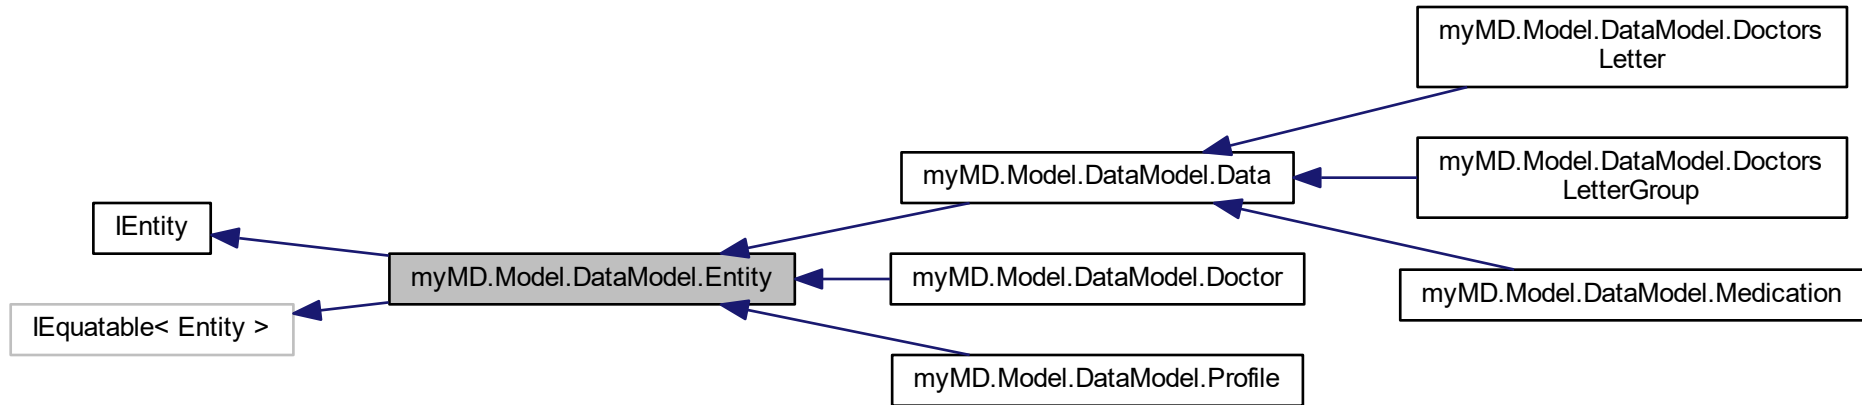 IEntity
IEquatable< Entity >
myMD.Model.DataModel.Entity
myMD.Model.DataModel.Data
myMD.Model.DataModel.Doctor
myMD.Model.DataModel.Profile
myMD.Model.DataModel.Doctors
Letter
myMD.Model.DataModel.Doctors
LetterGroup
myMD.Model.DataModel.Medication